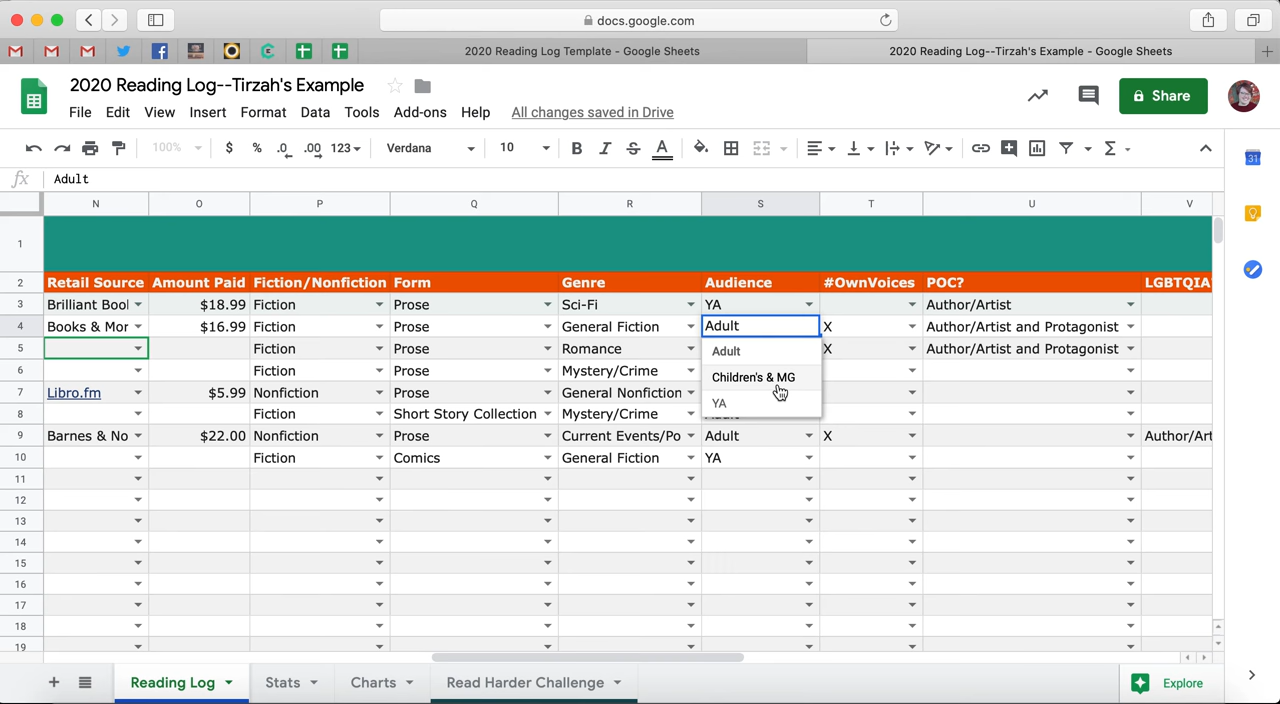 docs.google.com
2020 Reading Log Template - Google Sheets
2020 Reading Log--Tirzah's Example - Google Sheets
2020 Reading Log--Tirzah's Example
Share
File Edit View Insert Format Data Tools Add-ons Help All changes saved in Drive
100% $ % .0 .00 123 Verdana 10 B I S A
31
fx Adult
N O P Q R S T U V
1
2 Retail Source Amount Paid Fiction/Nonfiction Form Genre Audience #OwnVoices POC? LGBTQIA
3 Brilliant Bool $18.99 Fiction Prose Sci-Fi YA Author/Artist
4 Books & Mor $16.99 Fiction Prose General Fiction Adult X Author/Artist and Protagonist
5 Fiction Prose Romance X Author/Artist and Protagonist
Adult
6 Fiction Prose Mystery/Crime
Children's & MG
7 Libro.fm $5.99 Nonfiction Prose General Nonfiction
YA
8 Fiction Short Story Collection Mystery/Crime
9 Barnes & No $22.00 Nonfiction Prose Current Events/Po Adult X Author/Art
10 Fiction Comics General Fiction YA
11
12
13
14
15
16
17
18
19
Reading Log Stats Charts Read Harder Challenge Explore